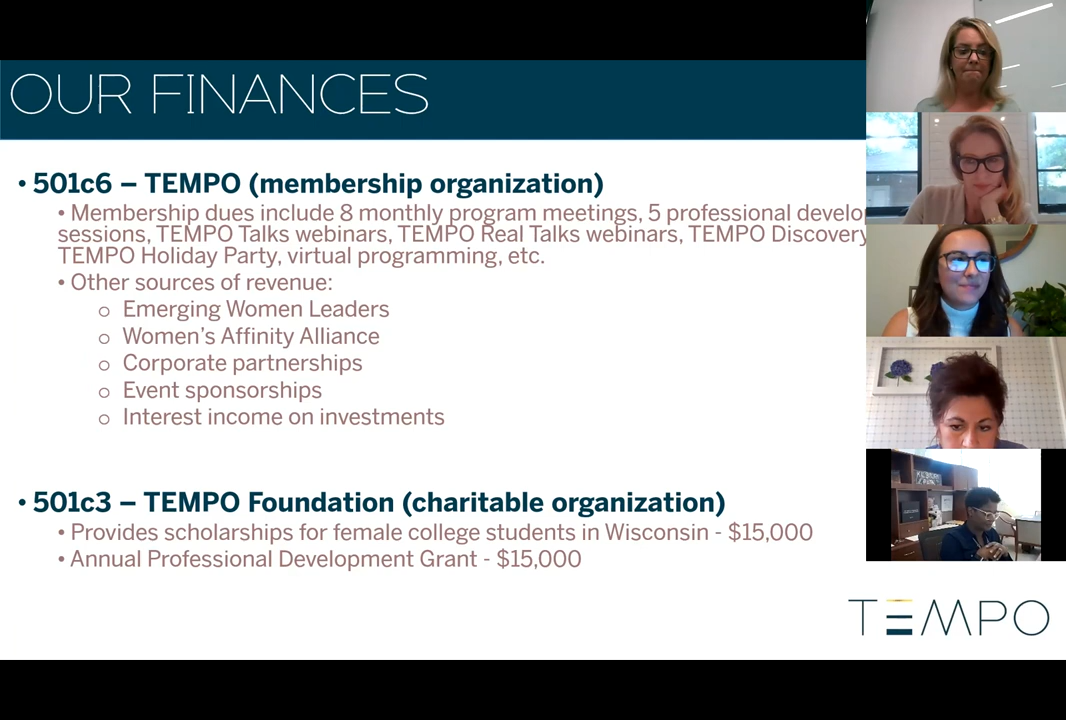 OUR FINANCES
• 501c6 – TEMPO (membership organization)
• Membership dues include 8 monthly program meetings, 5 professional develo
sessions, TEMPO Talks webinars, TEMPO Real Talks webinars, TEMPO Discovery
TEMPO Holiday Party, virtual programming, etc.
• Other sources of revenue:
o Emerging Women Leaders
o Women’s Affinity Alliance
o Corporate partnerships
o Event sponsorships
o Interest income on investments
• 501c3 – TEMPO Foundation (charitable organization)
• Provides scholarships for female college students in Wisconsin - $15,000
• Annual Professional Development Grant - $15,000
TEMPO